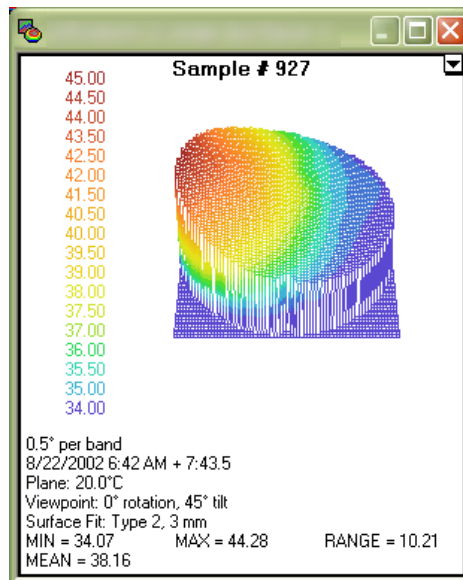 Sample # 927
45.00
44.50
44.00
43.50
42.50
42.00
41.50
40.50
40.00
39.50
39.00
38.00
37.50
37.00
36.00
35.50
35.00
34.00
0.5° per band
8/22/2002 6:42 AM + 7:43.5
Plane: 20.0°C
Viewpoint: 0° rotation, 45° tilt
Surface Fit: Type 2, 3 mm
MIN = 34.07 MAX = 44.28 RANGE = 10.21
MEAN = 38.16